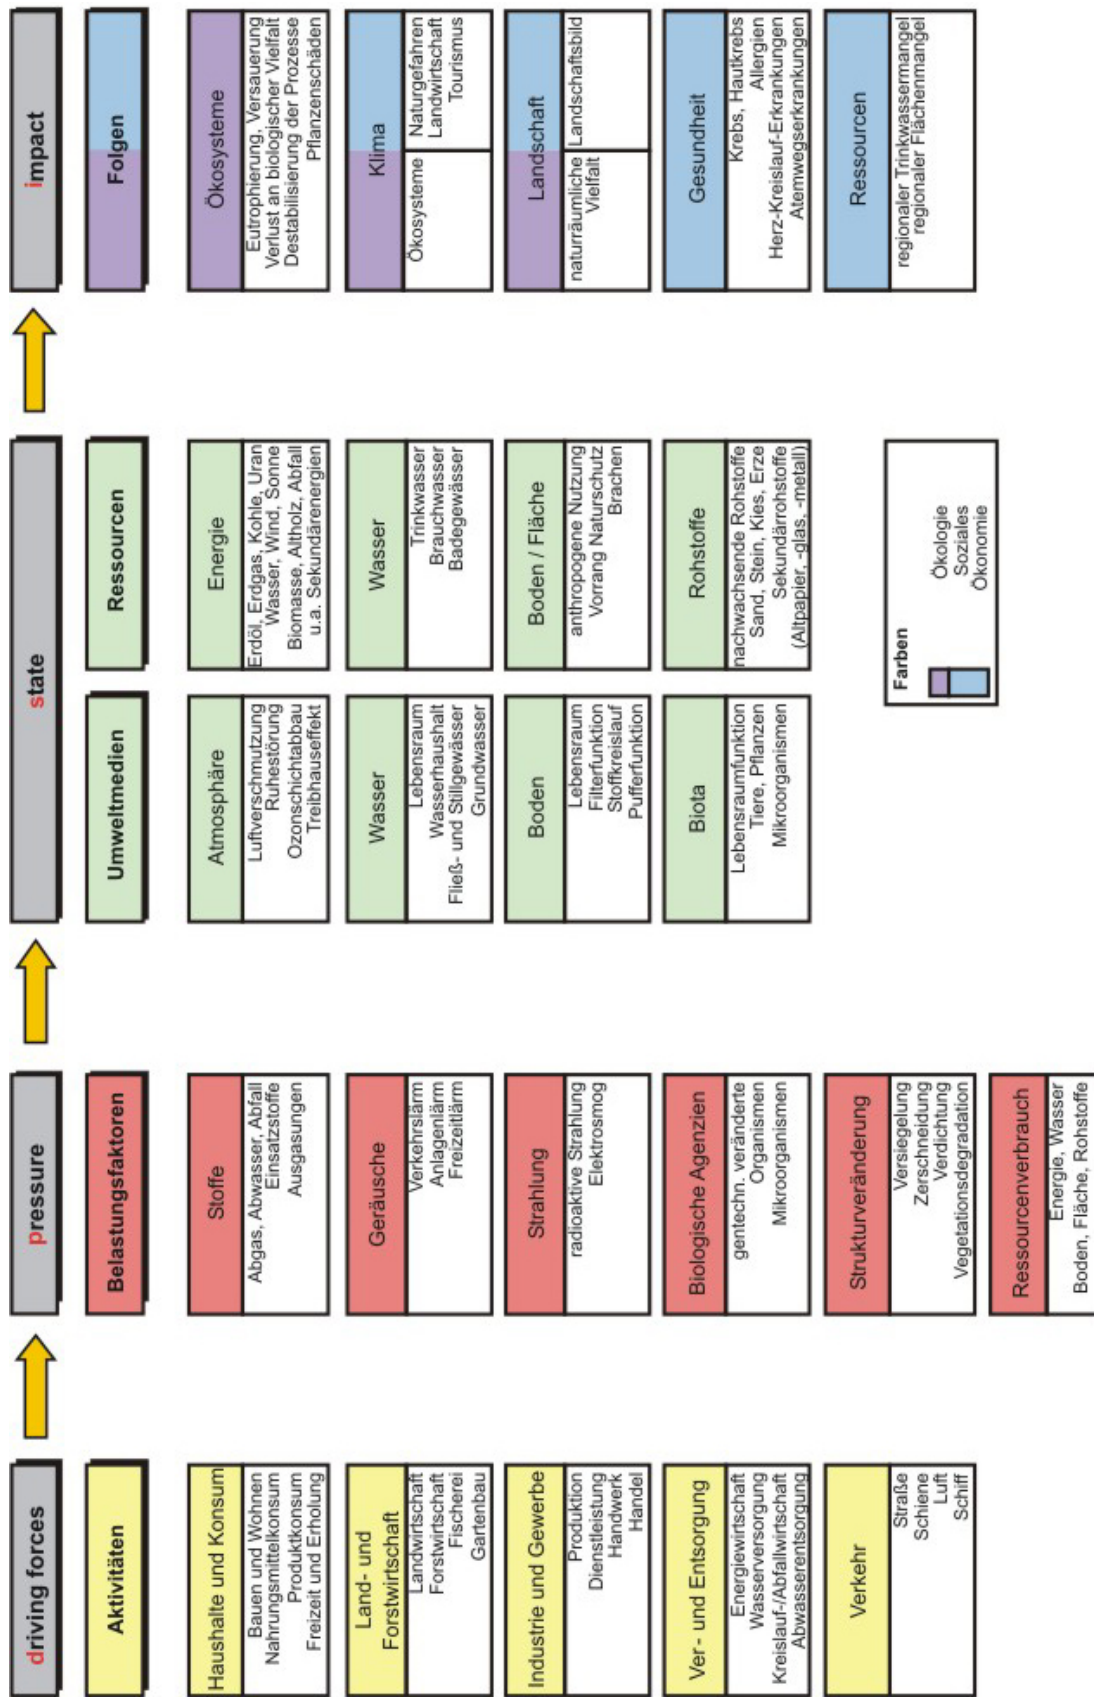 driving forces
pressure
state
impact
Aktivitäten
Belastungsfaktoren
Umweltmedien
Ressourcen
Folgen
Haushalte und Konsum
Bauen und Wohnen
Nahrungsmittelkonsum
Produktkonsum
Freizeit und Erholung
Land- und
Forstwirtschaft
Landwirtschaft
Forstwirtschaft
Fischerei
Gartenbau
Industrie und Gewerbe
Produktion
Dienstleistung
Handwerk
Handel
Ver- und Entsorgung
Energiewirtschaft
Wasserversorgung
Kreislauf-/Abfallwirtschaft
Abwasserentsorgung
Verkehr
Straße
Schiene
Luft
Schiff
Stoffe
Abgas, Abwasser, Abfall
Einsatzstoffe
Ausgasungen
Geräusche
Verkehrslärm
Anlagenlärm
Freizeitlärm
Strahlung
radioaktive Strahlung
Elektrosmog
Biologische Agenzien
gentechn. veränderte
Organismen
Mikroorganismen
Strukturveränderung
Versiegelung
Zerschneidung
Verdichtung
Vegetationsdegradation
Ressourcenverbrauch
Energie, Wasser
Boden, Fläche, Rohstoffe
Atmosphäre
Luftverschmutzung
Ruhestörung
Ozonschichtabbau
Treibhauseffekt
Wasser
Lebensraum
Wasserhaushalt
Fließ- und Stillgewässer
Grundwasser
Boden
Lebensraum
Filterfunktion
Stoffkreislauf
Pufferfunktion
Biota
Lebensraumfunktion
Tiere, Pflanzen
Mikroorganismen
Energie
Erdöl, Erdgas, Kohle, Uran
Wasser, Wind, Sonne
Biomasse, Altholz, Abfall
u.a. Sekundärenergien
Wasser
Trinkwasser
Brauchwasser
Badegewässer
Boden / Fläche
anthropogene Nutzung
Vorrang Naturschutz
Brachen
Rohstoffe
nachwachsende Rohstoffe
Sand, Stein, Kies, Erze
Sekundärrohstoffe
(Altpapier, -glas, -metall)
Farben
Ökologie
Soziales
Ökonomie
Ökosysteme
Eutrophierung, Versauerung
Verlust an biologischer Vielfalt
Destabilisierung der Prozesse
Pflanzenschäden
Klima
Ökosysteme
Naturgefahren
Landwirtschaft
Tourismus
Landschaft
naturräumliche
Vielfalt
Landschaftsbild
Gesundheit
Krebs, Hautkrebs
Allergien
Herz-Kreislauf-Erkrankungen
Atemwegserkrankungen
Ressourcen
regionaler Trinkwassermangel
regionaler Flächenmangel